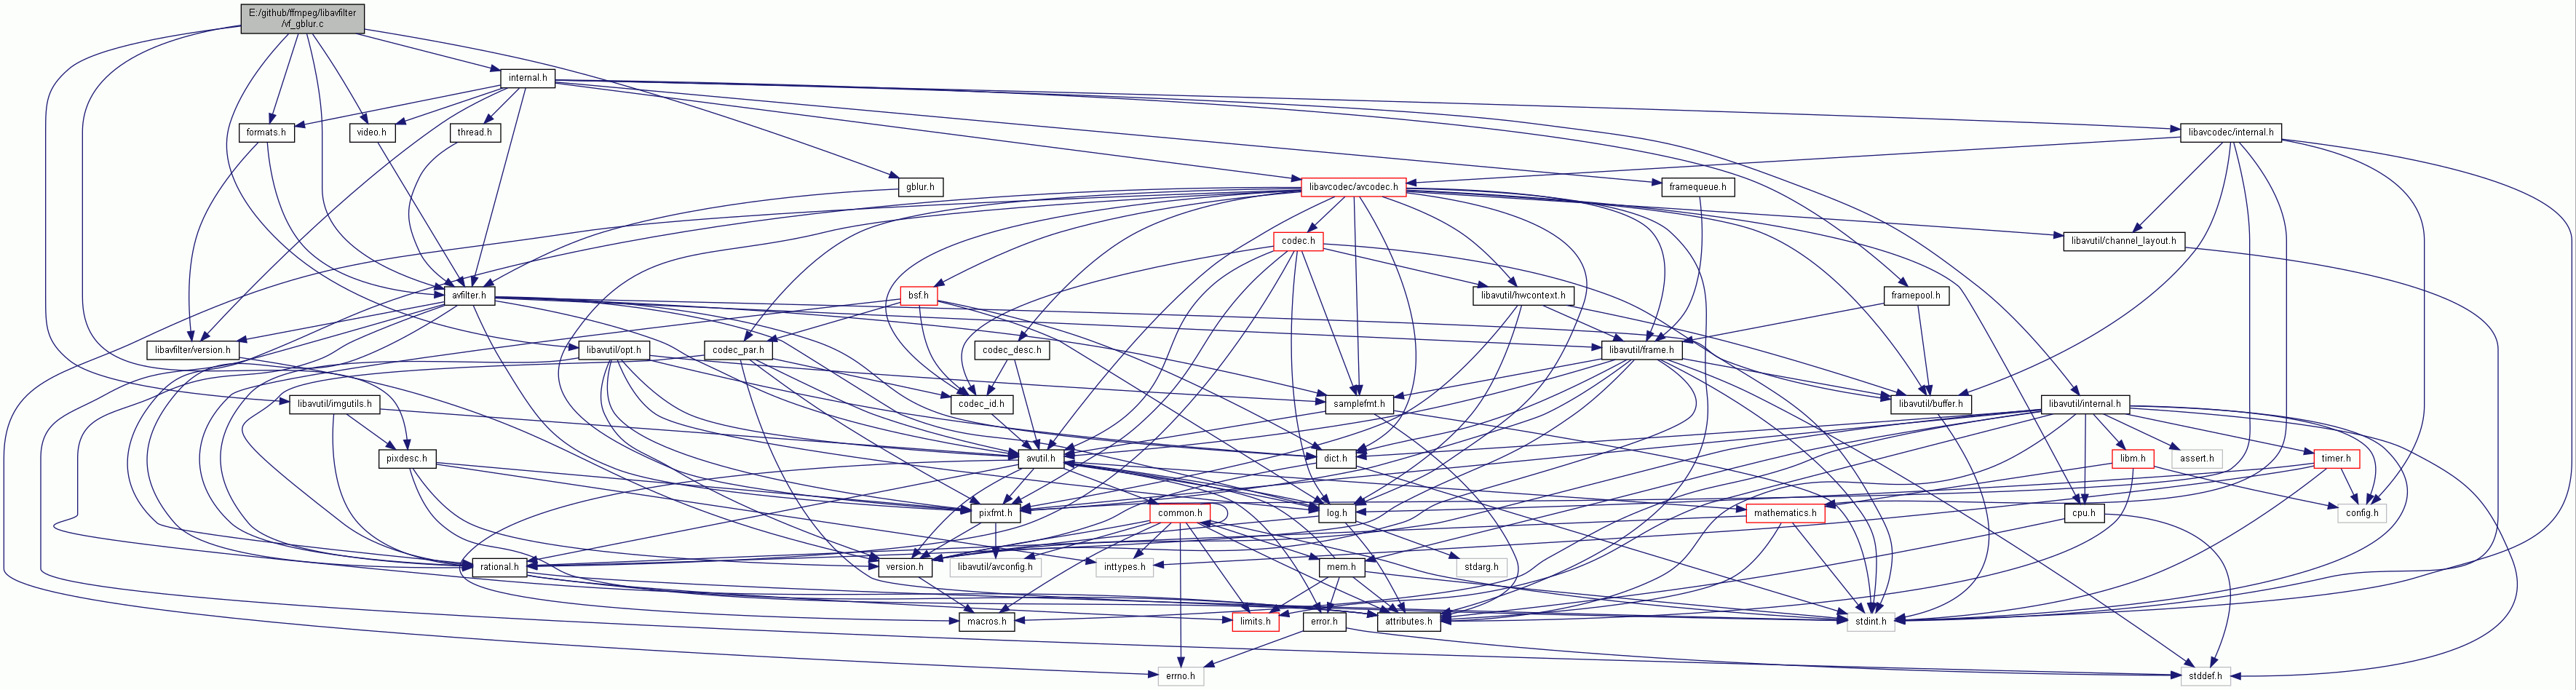 E:/github/ffmpeg/libavfilter
/vf_gblur.c
internal.h
formats.h
video.h
thread.h
libavcodec/internal.h
gblur.h
libavcodec/avcodec.h
framequeue.h
codec.h
libavutil/channel_layout.h
avfilter.h
bsf.h
libavutil/hwcontext.h
framepool.h
libavfilter/version.h
libavutil/opt.h
codec_par.h
codec_desc.h
libavutil/frame.h
libavutil/imgutils.h
codec_id.h
samplefmt.h
libavutil/buffer.h
libavutil/internal.h
pixdesc.h
avutil.h
dict.h
libm.h
assert.h
timer.h
pixfmt.h
common.h
log.h
mathematics.h
cpu.h
config.h
rational.h
version.h
libavutil/avconfig.h
inttypes.h
mem.h
stdarg.h
macros.h
limits.h
error.h
attributes.h
stdint.h
errno.h
stddef.h